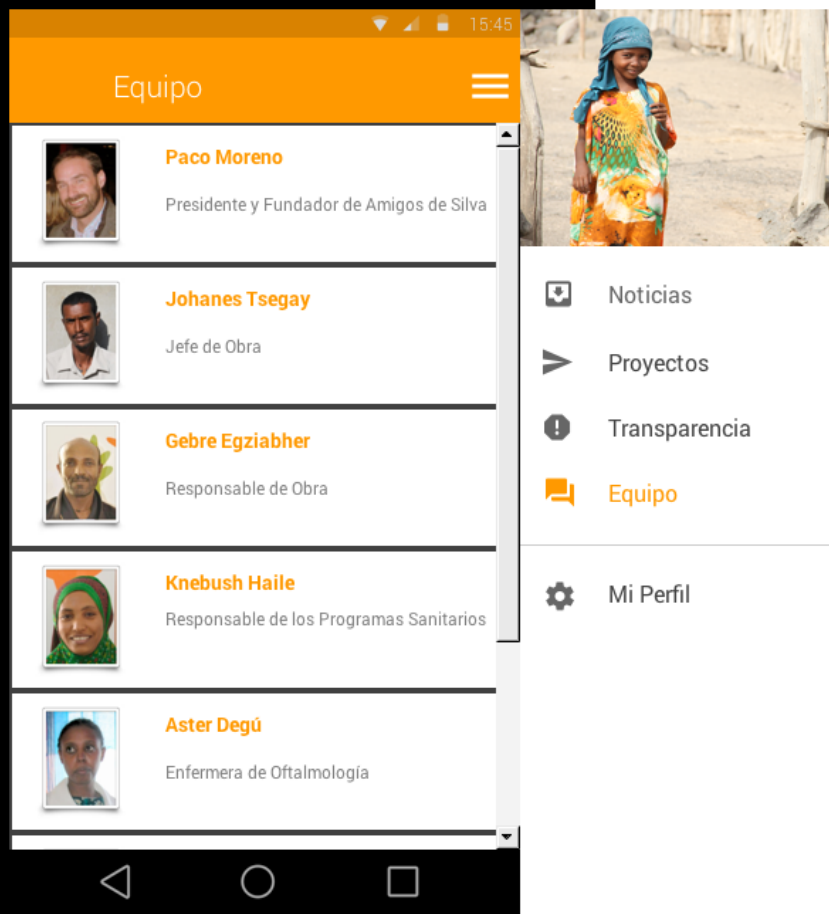 15:45
Equipo
Paco Moreno
Presidente y Fundador de Amigos de Silva
Johanes Tsegay
Jefe de Obra
Gebre Egziabher
Responsable de Obra
Knebush Haile
Responsable de los Programas Sanitarios
Aster Degú
Enfermera de Oftalmología
Noticias
Proyectos
Transparencia
Equipo
Mi Perfil